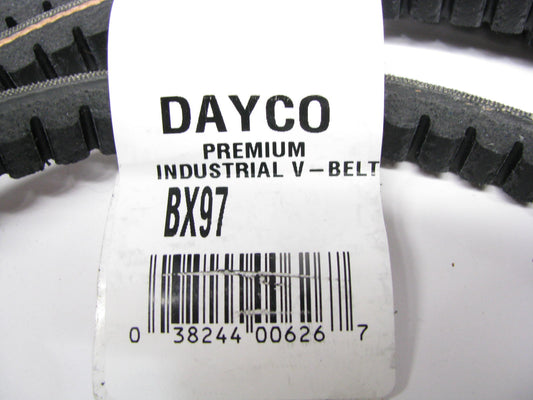 DAYCO
PREMIUM
INDUSTRIAL V-BELT
BX97
0 38244 00626 7